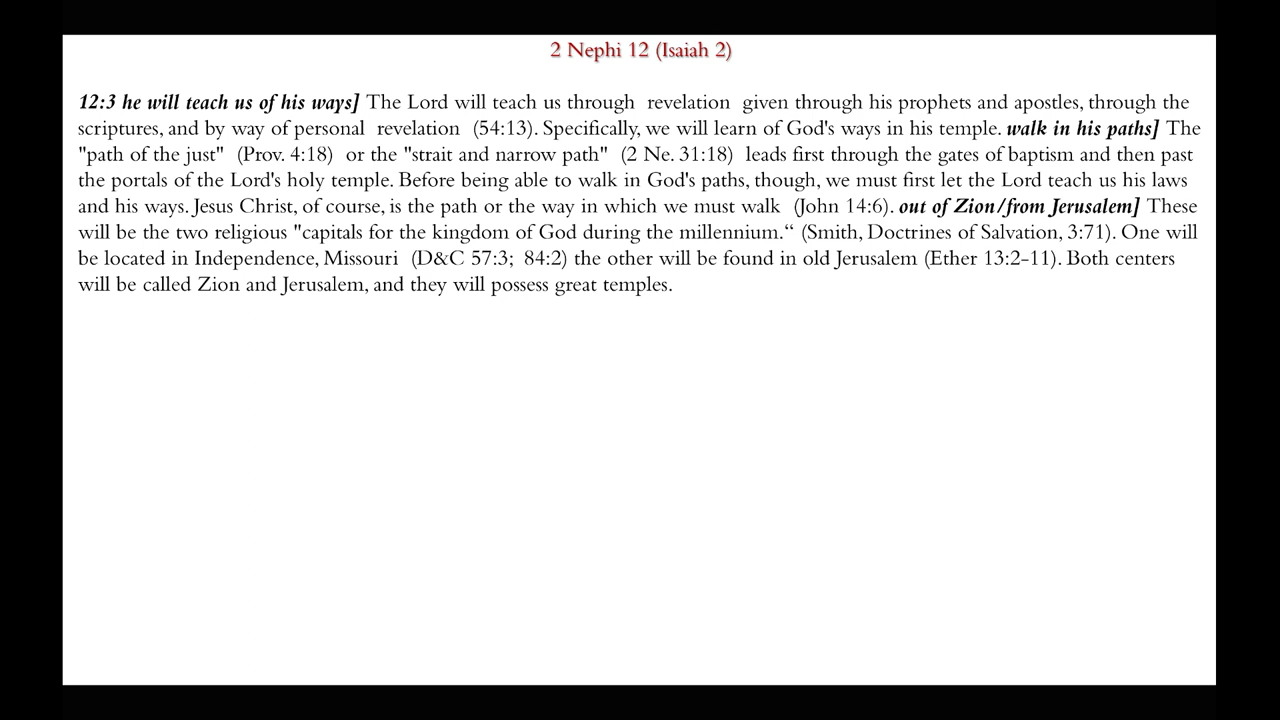 2 Nephi 12 (Isaiah 2)
12:3 he will teach us of his ways] The Lord will teach us through revelation given through his prophets and apostles, through the
scriptures, and by way of personal revelation (54:13). Specifically, we will learn of God's ways in his temple. walk in his paths] The
"path of the just" (Prov. 4:18) or the "strait and narrow path" (2 Ne. 31:18) leads first through the gates of baptism and then past
the portals of the Lord's holy temple. Before being able to walk in God's paths, though, we must first let the Lord teach us his laws
and his ways. Jesus Christ, of course, is the path or the way in which we must walk (John 14:6). out of Zion/from Jerusalem] These
will be the two religious "capitals for the kingdom of God during the millennium.“ (Smith, Doctrines of Salvation, 3:71). One will
be located in Independence, Missouri (D&C 57:3; 84:2) the other will be found in old Jerusalem (Ether 13:2-11). Both centers
will be called Zion and Jerusalem, and they will possess great temples.